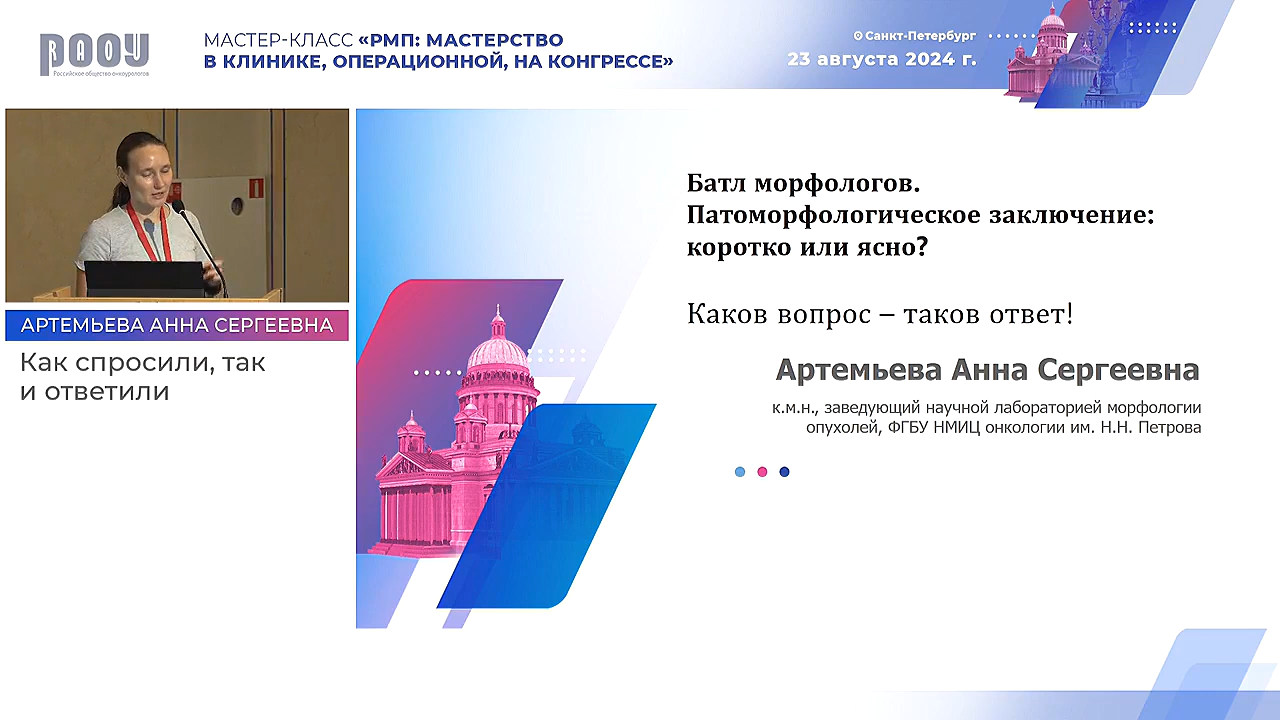 RAOU
Российское общество онкоурологов
МАСТЕР-КЛАСС «РМП: МАСТЕРСТВО
В КЛИНИКЕ, ОПЕРАЦИОННОЙ, НА КОНГРЕССЕ»
Санкт-Петербург
23 августа 2024 г.
АРТЕМЬЕВА АННА СЕРГЕЕВНА
Как спросили, так
и ответили
Батл морфологов.
Патоморфологическое заключение:
коротко или ясно?
Каков вопрос – таков ответ!
Артемьева Анна Сергеевна
к.м.н., заведующий научной лабораторией морфологии
опухолей, ФГБУ НМИЦ онкологии им. Н.Н. Петрова